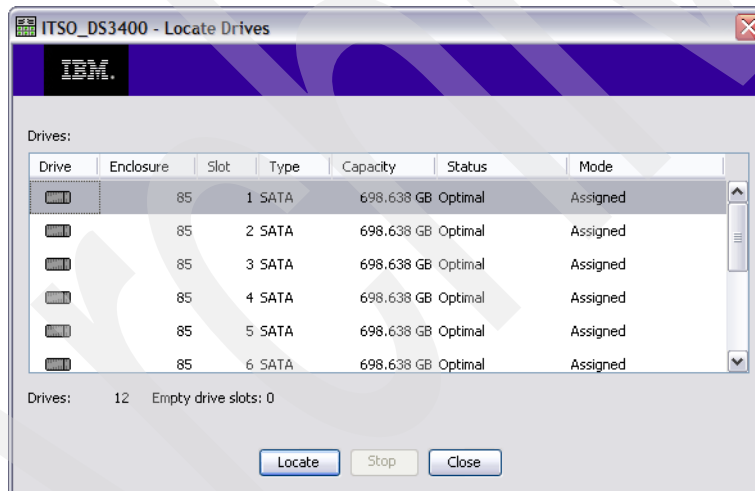 ITSO_DS3400 - Locate Drives
IBM.
Drives:
Drive Enclosure Slot Type Capacity Status Mode
85 1 SATA 698.638 GB Optimal Assigned
85 2 SATA 698.638 GB Optimal Assigned
85 3 SATA 698.638 GB Optimal Assigned
85 4 SATA 698.638 GB Optimal Assigned
85 5 SATA 698.638 GB Optimal Assigned
85 6 SATA 698.638 GB Optimal Assigned
Drives: 12 Empty drive slots: 0
Locate Stop Close